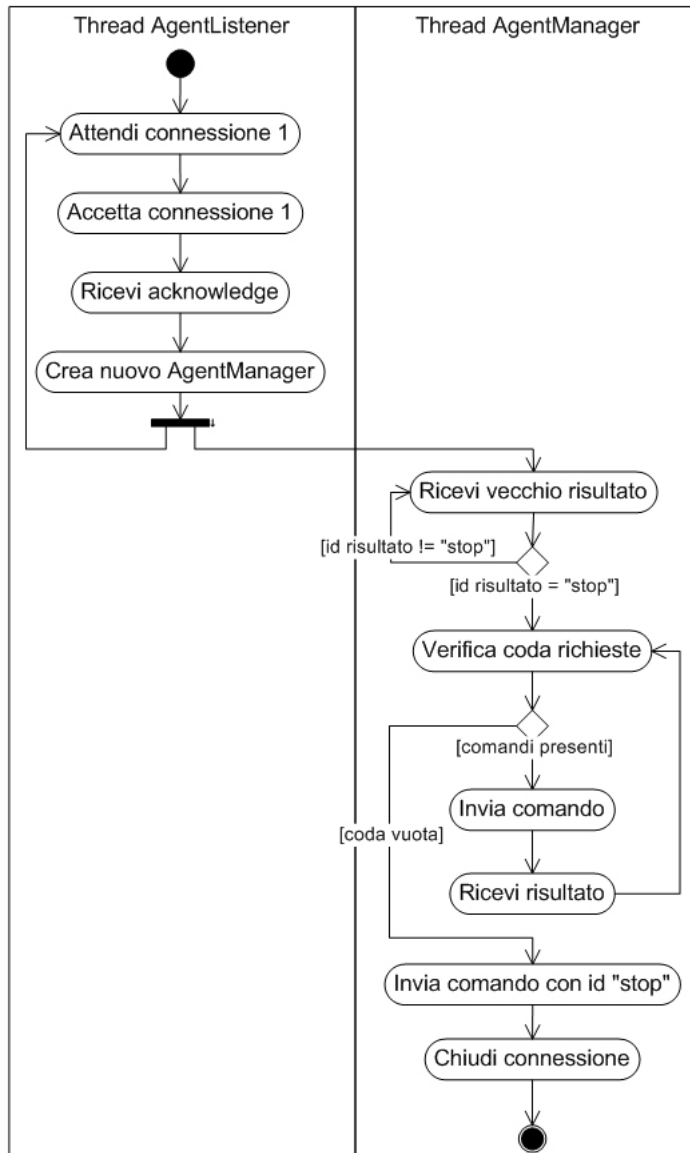 Thread AgentListener
Thread AgentManager
Attendi connessione 1
Accetta connessione 1
Ricevi acknowledge
Crea nuovo AgentManager
Ricevi vecchio risultato
[id risultato != "stop"]
[id risultato = "stop"]
Verifica coda richieste
[comandi presenti]
Invia comando
[coda vuota]
Ricevi risultato
Invia comando con id "stop"
Chiudi connessione